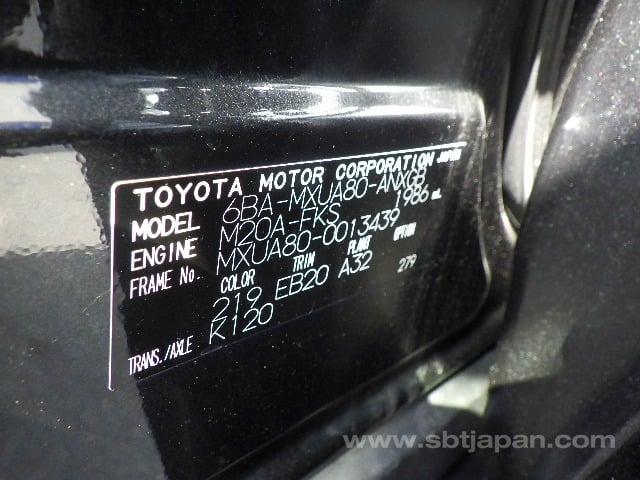 TOYOTA MOTOR CORPORATION JAPAN
MODEL 6BA-MXUA80-ANXGB
ENGINE M20A-FKS 1986 mL
FRAME No. MXUA80-0013439
COLOR TRIM PLANT OPTION
219 EB20 A32 279
TRANS./AXLE K120
www.sbtjapan.com